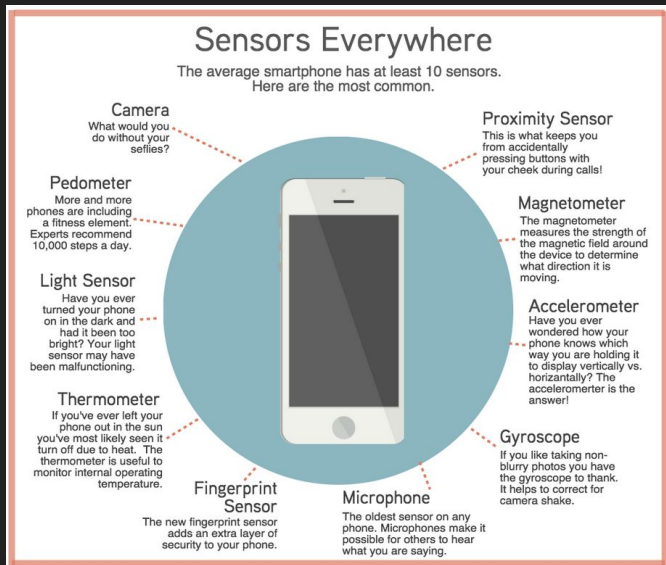 Sensors Everywhere
The average smartphone has at least 10 sensors.
Here are the most common.
Camera
What would you
do without your
seflies?
Pedometer
More and more
phones are including
a fitness element.
Experts recommend
10,000 steps a day.
Light Sensor
Have you ever
turned your phone
on in the dark and
had it been too
bright? Your light
sensor may have
been malfunctioning.
Thermometer
If you've ever left your
phone out in the sun
you've most likely seen it
turn off due to heat. The
thermometer is useful to
monitor internal operating
temperature.
Fingerprint
Sensor
The new fingerprint sensor
adds an extra layer of
security to your phone.
Microphone
The oldest sensor on any
phone. Microphones make it
possible for others to hear
what you are saying.
Proximity Sensor
This is what keeps you
from accidentally
pressing buttons with
your cheek during calls!
Magnetometer
The magnetometer
measures the strength of
the magnetic field around
the device to determine
what direction it is
moving.
Accelerometer
Have you ever
wondered how your
phone knows which
way you are holding it
to display vertically vs.
horizantally? The
acceleromerter is the
answer!
Gyroscope
If you like taking non-
blurry photos you have
the gyroscope to thank.
It helps to correct for
camera shake.